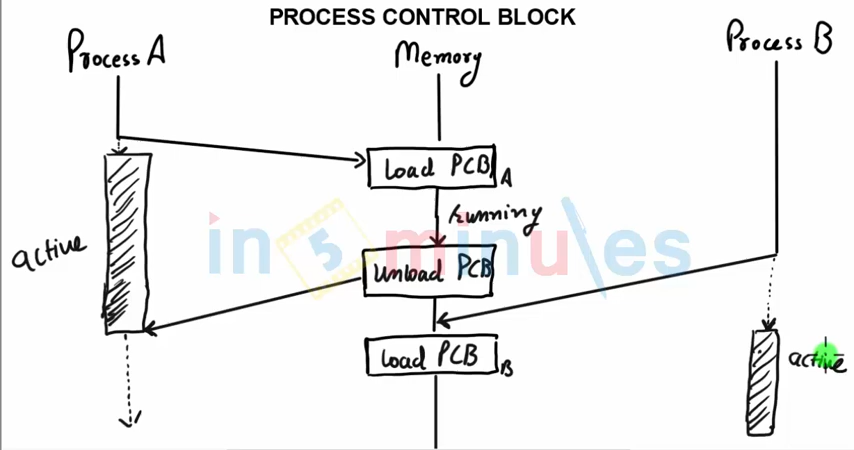 PROCESS CONTROL BLOCK
Process A
Memory
Process B
Load PCB A
Running
active
in 5 minutes
Unload PCB
Load PCB B
active